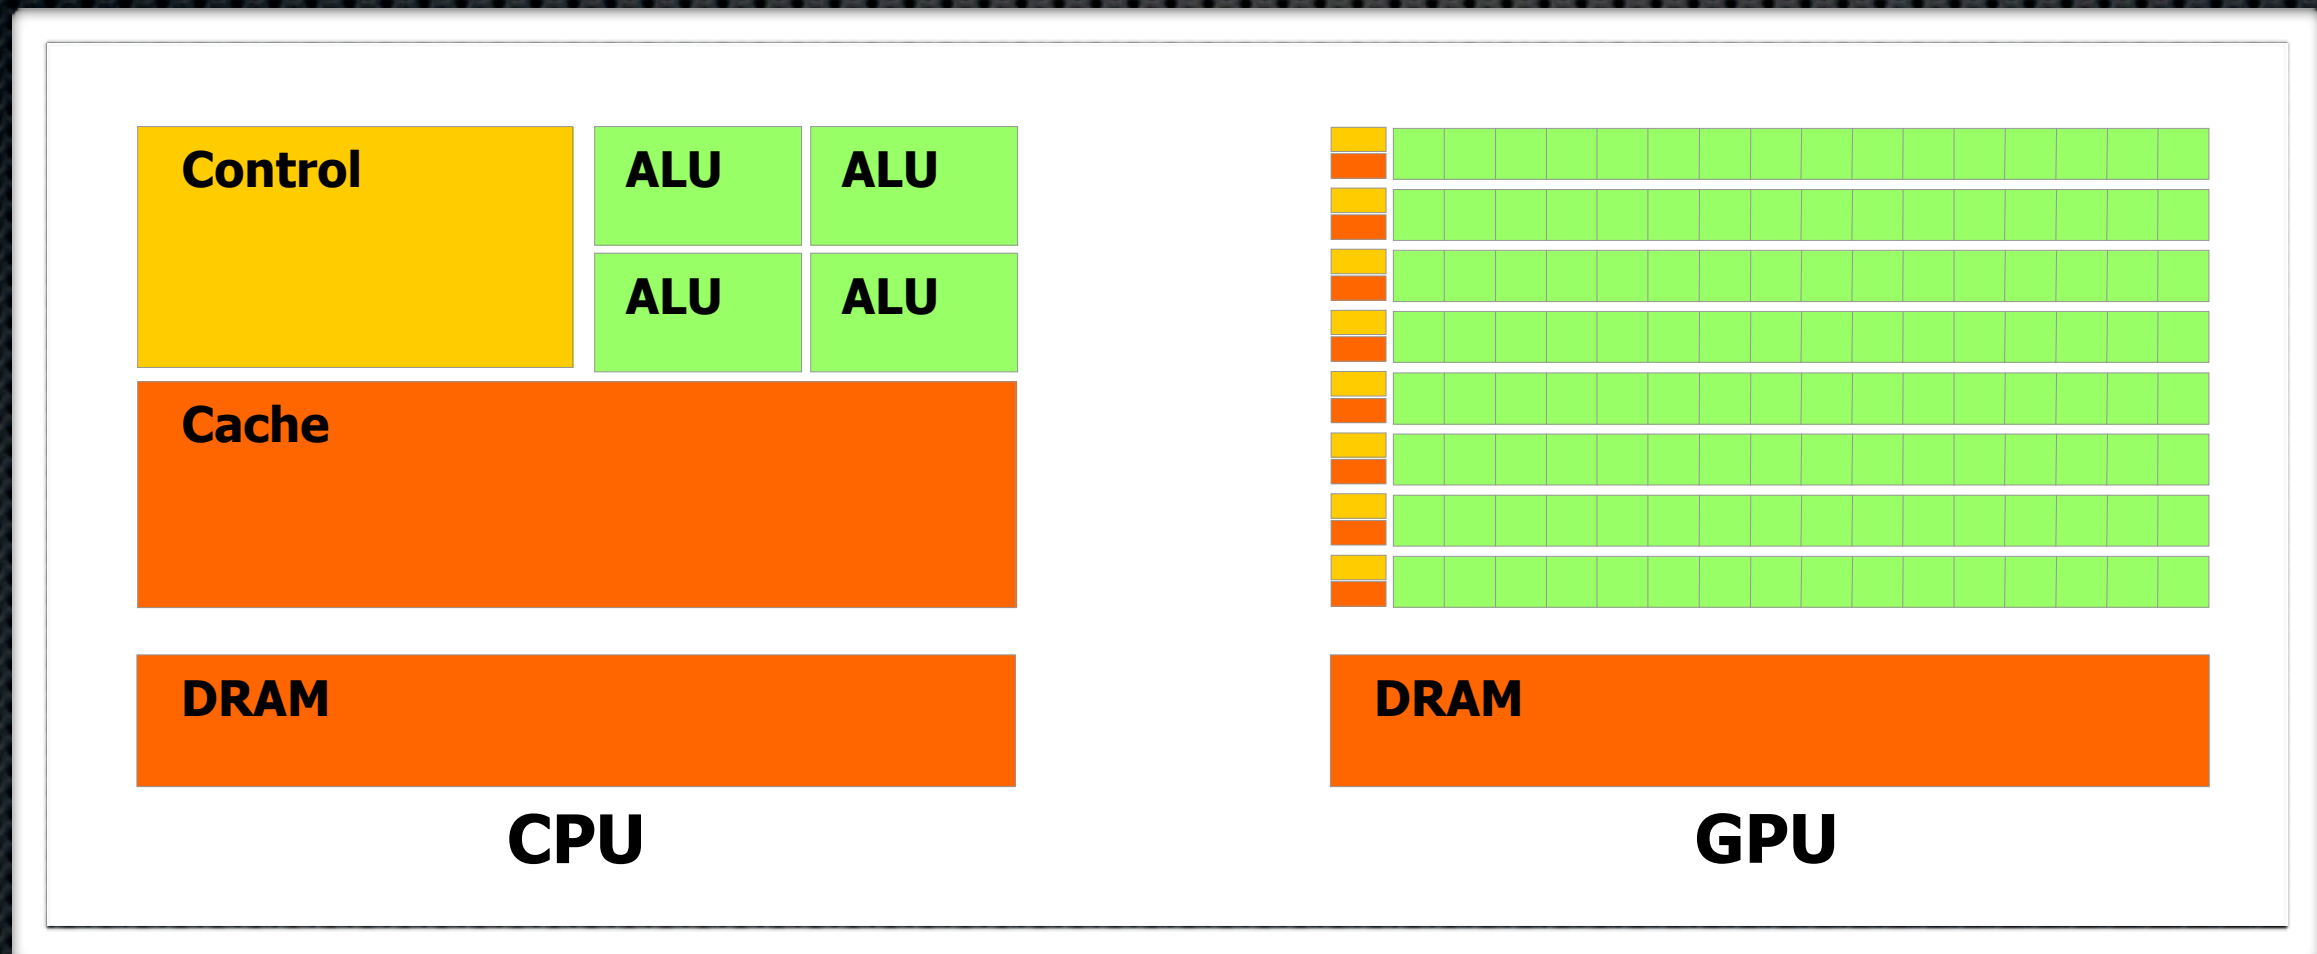 Control
ALU
ALU
ALU
ALU
Cache
DRAM
CPU
DRAM
GPU